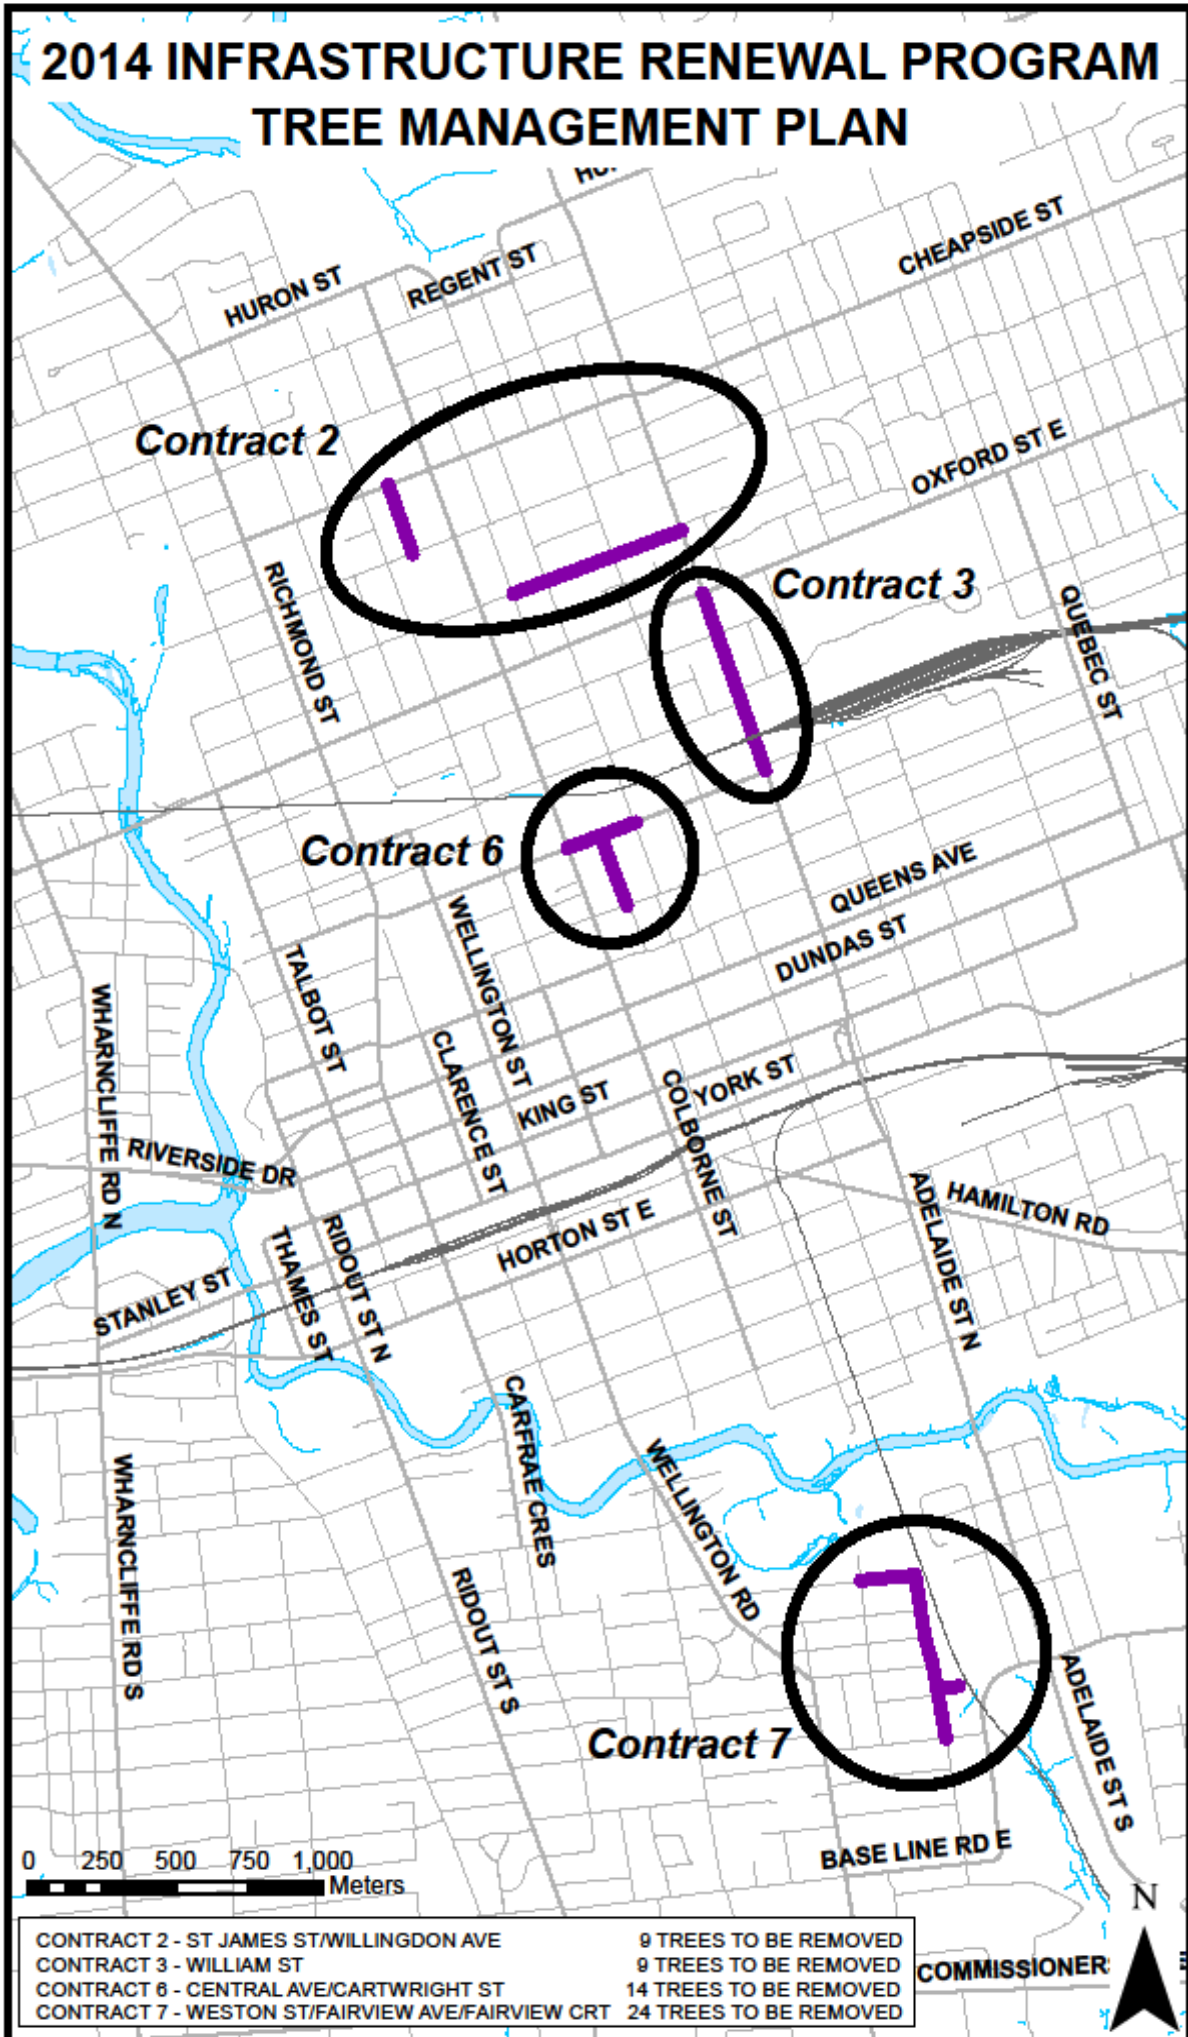 2014 INFRASTRUCTURE RENEWAL PROGRAM
TREE MANAGEMENT PLAN
CHEAPSIDE ST
HURON ST
REGENT ST
Contract 2
OXFORD ST E
Contract 3
RICHMOND ST
QUEBEC ST
Contract 6
QUEENS AVE
WELLINGTON ST
DUNDAS ST
TALBOT ST
WHARNCLIFFE RD N
CLARENCE ST
KING ST
YORK ST
COLBORNE ST
RIVERSIDE DR
ADELAIDE ST N
HAMILTON RD
HORTON ST E
THAMES ST
RIDOUT ST N
STANLEY ST
CARFRAE CRES
WELLINGTON RD
WHARNCLIFFE RD S
RIDOUT ST S
ADELAIDE ST S
Contract 7
BASE LINE RD E
0 250 500 750 1,000
Meters
N
CONTRACT 2 - ST JAMES ST/WILLINGDON AVE 9 TREES TO BE REMOVED
CONTRACT 3 - WILLIAM ST 9 TREES TO BE REMOVED
CONTRACT 6 - CENTRAL AVE/CARTWRIGHT ST 14 TREES TO BE REMOVED
CONTRACT 7 - WESTON ST/FAIRVIEW AVE/FAIRVIEW CRT 24 TREES TO BE REMOVED